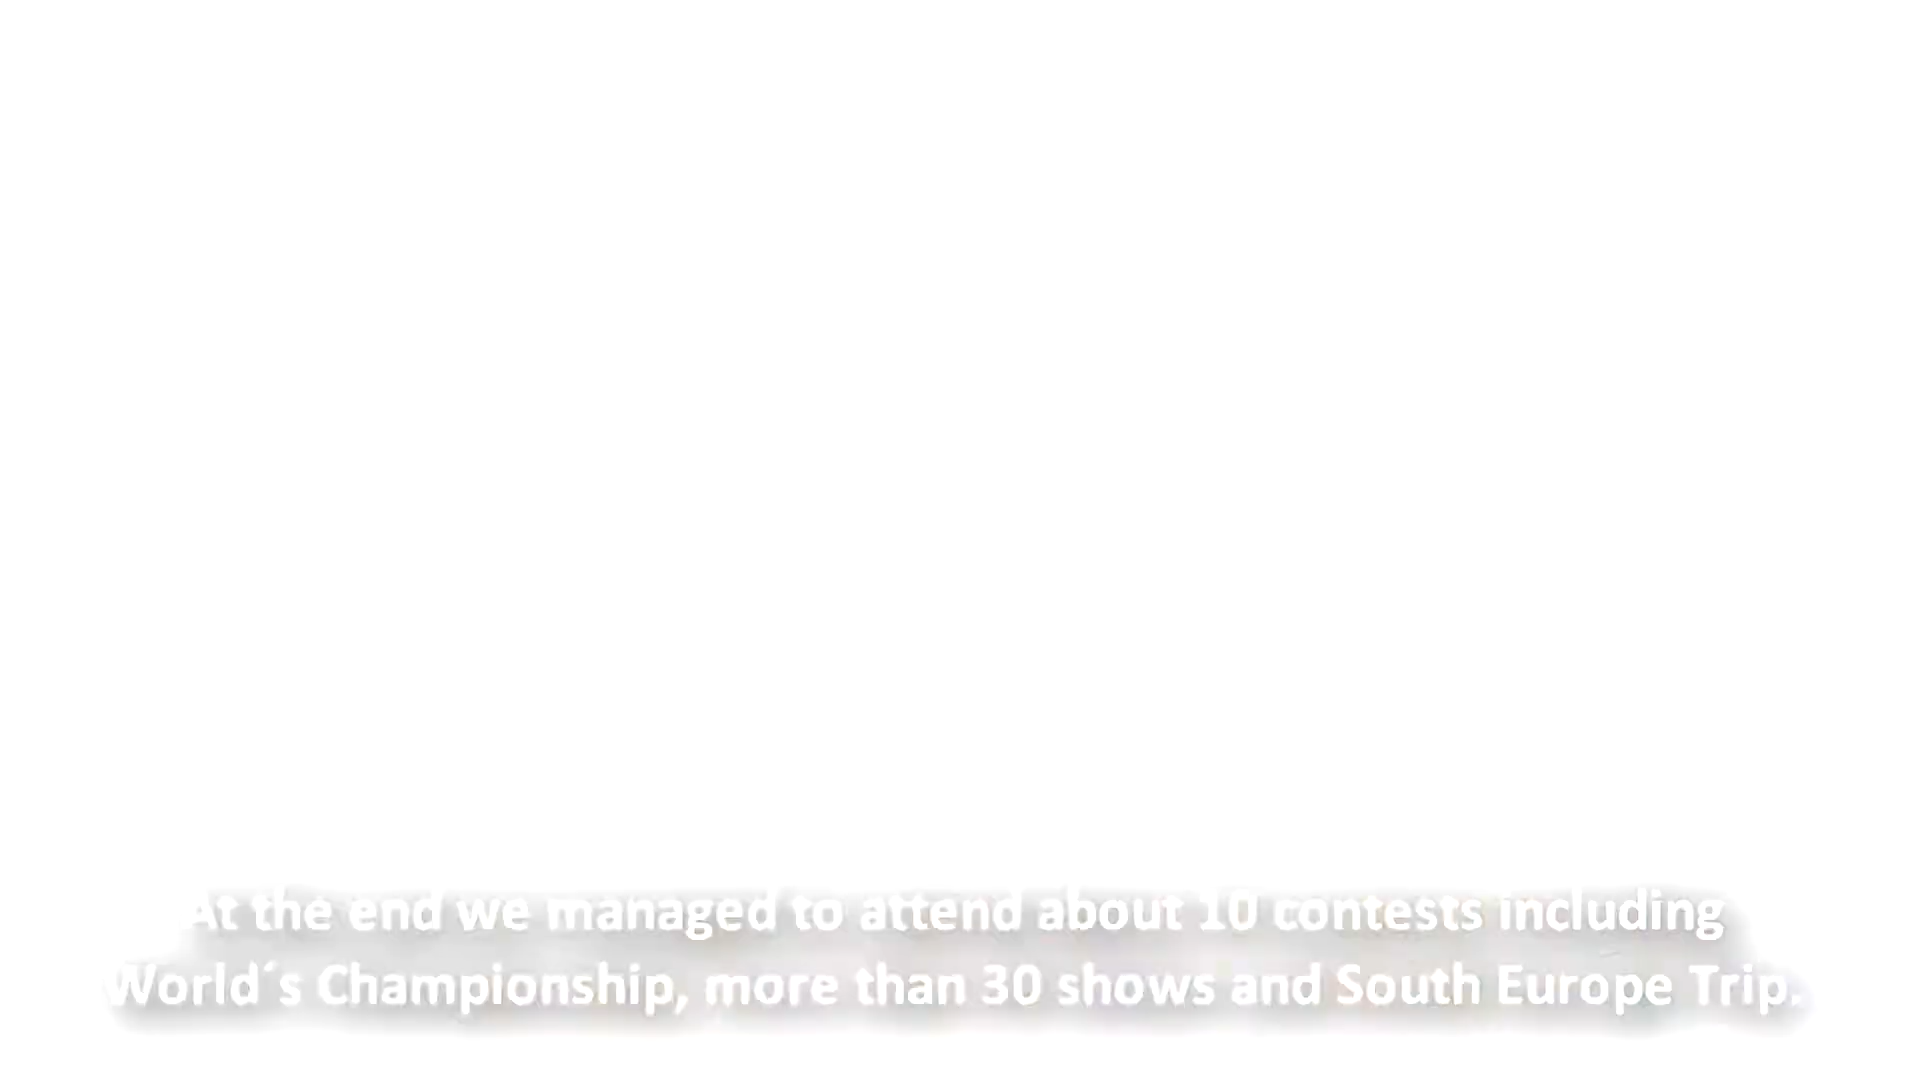 At the end we managed to attend about 10 contests including
World´s Championship, more than 30 shows and South Europe Trip.